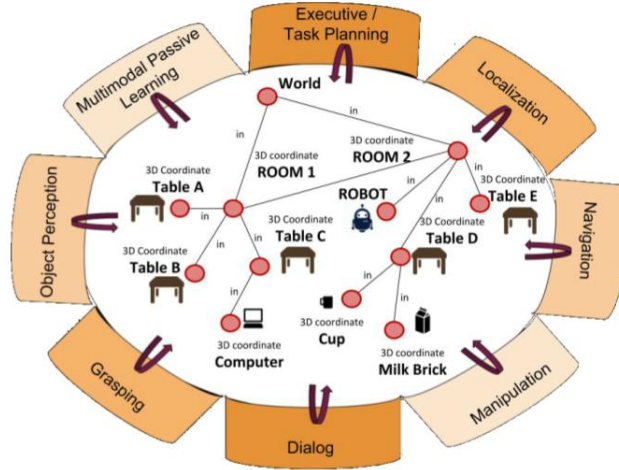 Executive /
Task Planning
Multimodal Passive
Learning
Localization
World
in
in
3D coordinate
ROOM 1
3D coordinate
ROOM 2
3D Coordinate
Table A
in
in
in
ROBOT
in
3D Coordinate
Table E
Object Perception
Navigation
in
in
3D Coordinate
Table C
in
3D Coordinate
Table D
3D Coordinate
Table B
in
in
in
3D coordinate
Computer
3D coordinate
Cup
3D coordinate
Milk Brick
Grasping
Manipulation
Dialog